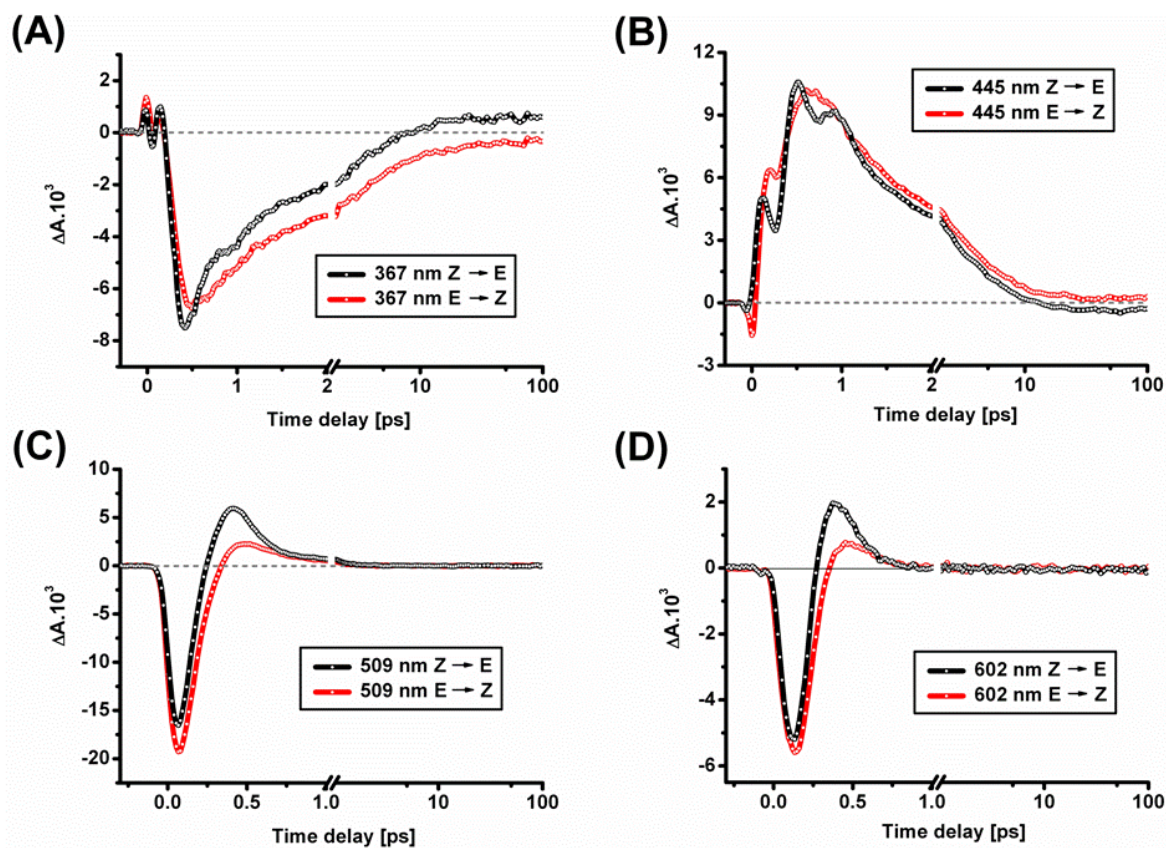 (A)
2
0
-2
-4
-6
-8
ΔA.10³
367 nm Z → E
367 nm E → Z
0 1 2 10 100
Time delay [ps]
(B)
12
9
6
3
0
-3
ΔA.10³
445 nm Z → E
445 nm E → Z
0 1 2 10 100
Time delay [ps]
(C)
10
5
0
-5
-10
-15
-20
ΔA.10³
509 nm Z → E
509 nm E → Z
0.0 0.5 1.0 10 100
Time delay [ps]
(D)
2
0
-2
-4
-6
ΔA.10³
602 nm Z → E
602 nm E → Z
0.0 0.5 1.0 10 100
Time delay [ps]